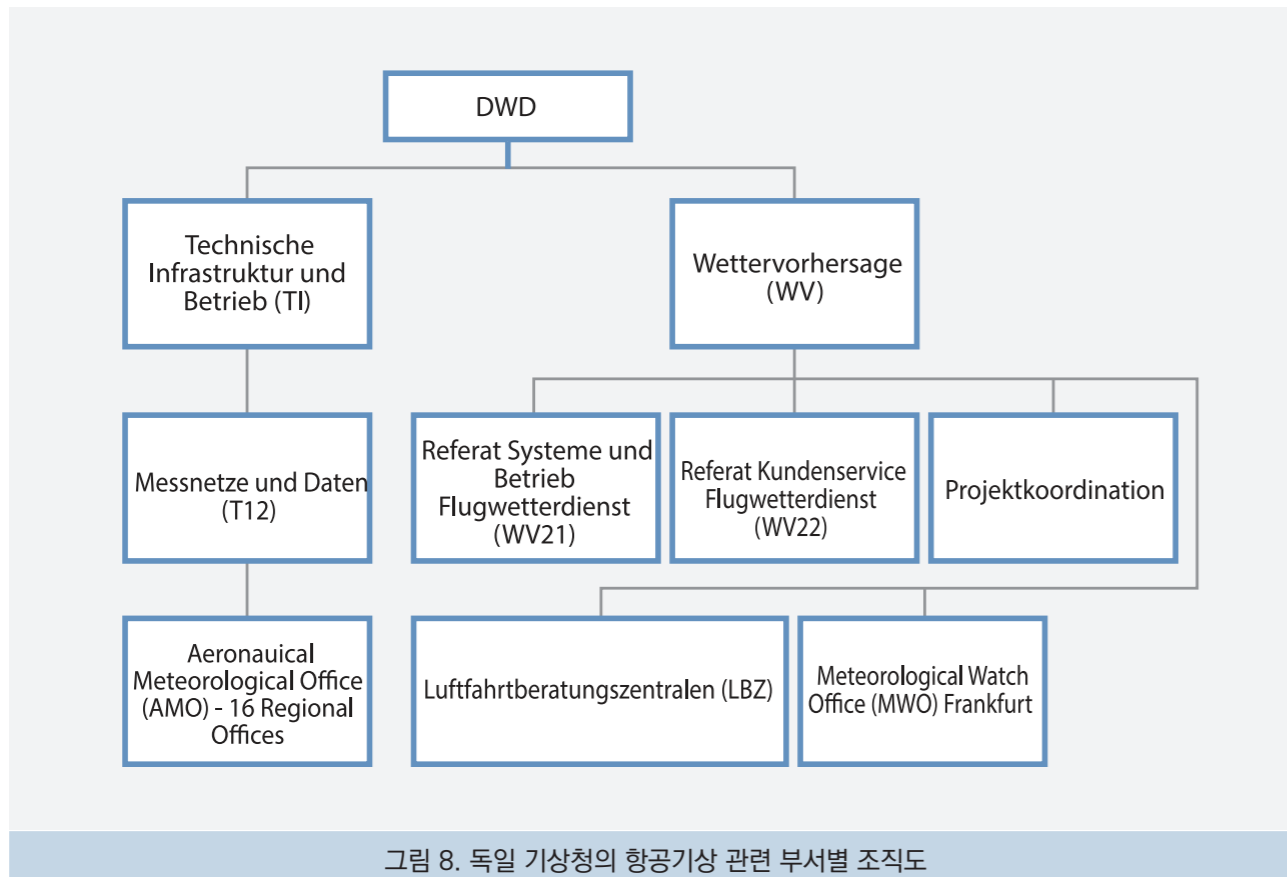 DWD
Technische
Infrastruktur und
Betrieb (TI)
Wettervorhersage
(WV)
Messnetze und Daten
(T12)
Referat Systeme und
Betrieb
Flugwetterdienst
(WV21)
Referat Kundenservice
Flugwetterdienst
(WV22)
Projektkoordination
Aeronauical
Meteorological Office
(AMO) - 16 Regional
Offices
Luftfahrtberatungszentralen (LBZ)
Meteorological Watch
Office (MWO) Frankfurt
그림 8. 독일 기상청의 항공기상 관련 부서별 조직도